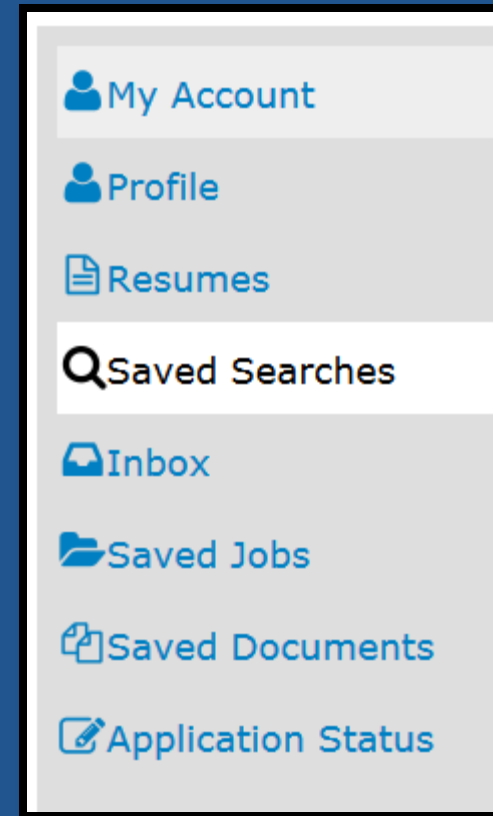 My Account
Profile
Resumes
Saved Searches
Inbox
Saved Jobs
Saved Documents
Application Status